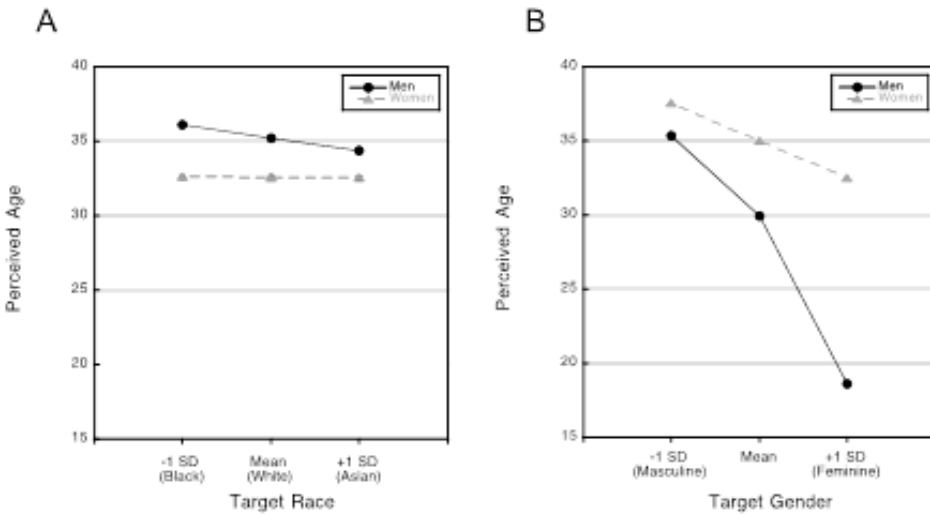 A
40
35
30
25
20
15
Perceived Age
Men
Women
-1 SD
(Black)
Mean
(White)
+1 SD
(Asian)
Target Race
B
40
35
30
25
20
15
Perceived Age
Men
Women
-1 SD
(Masculine)
Mean
+1 SD
(Feminine)
Target Gender